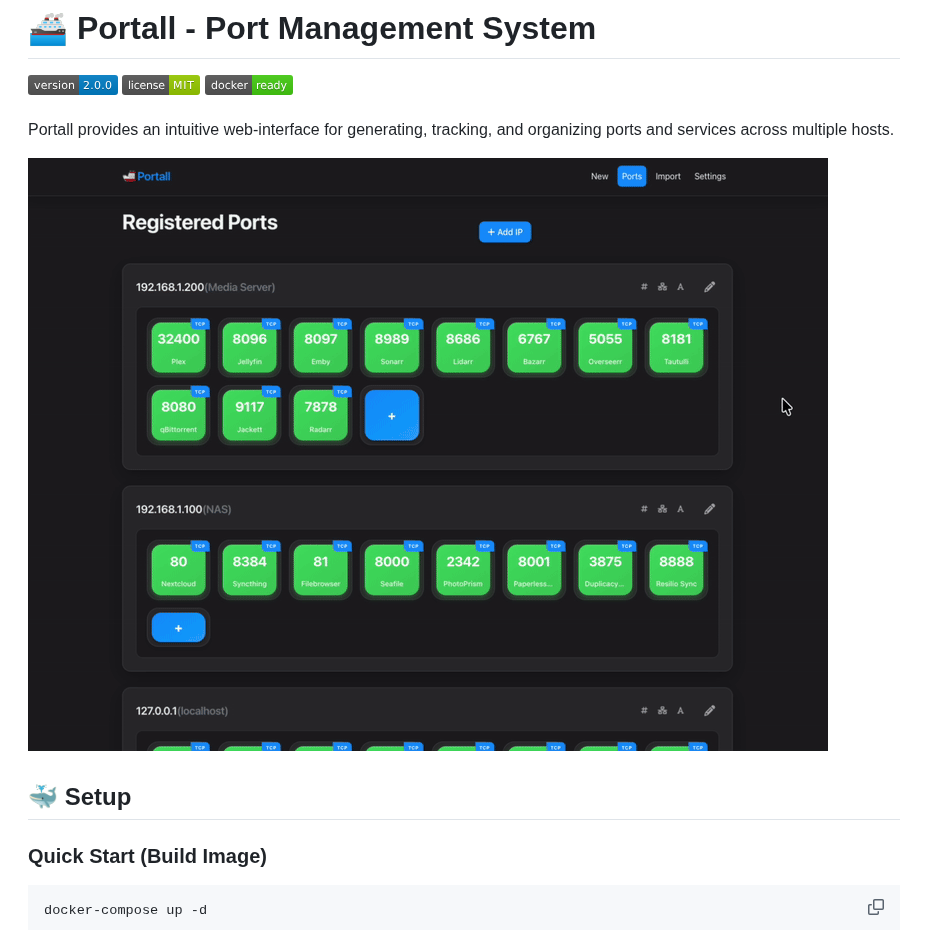 Portall - Port Management System
version 2.0.0 license MIT docker ready
Portall provides an intuitive web-interface for generating, tracking, and organizing ports and services across multiple hosts.
Portall New Ports Import Settings
Registered Ports
+ Add IP
192.168.1.200(Media Server) # A
TCP TCP TCP TCP TCP TCP TCP TCP
32400 8096 8097 8989 8686 6767 5055 8181
Plex Jellyfin Emby Sonarr Lidarr Bazarr Overseerr Tautulli
TCP TCP TCP
8080 9117 7878 +
qBittorrent Jackett Radarr
192.168.1.100(NAS) # A
TCP TCP TCP TCP TCP TCP TCP TCP
80 8384 81 8000 2342 8001 3875 8888
Nextcloud Syncthing Filebrowser Seafile PhotoPrism Paperless... Duplicacy... Resilio Sync
+
127.0.0.1(localhost) # A
TCP TCP TCP TCP TCP TCP TCP TCP
Setup
Quick Start (Build Image)
docker-compose up -d